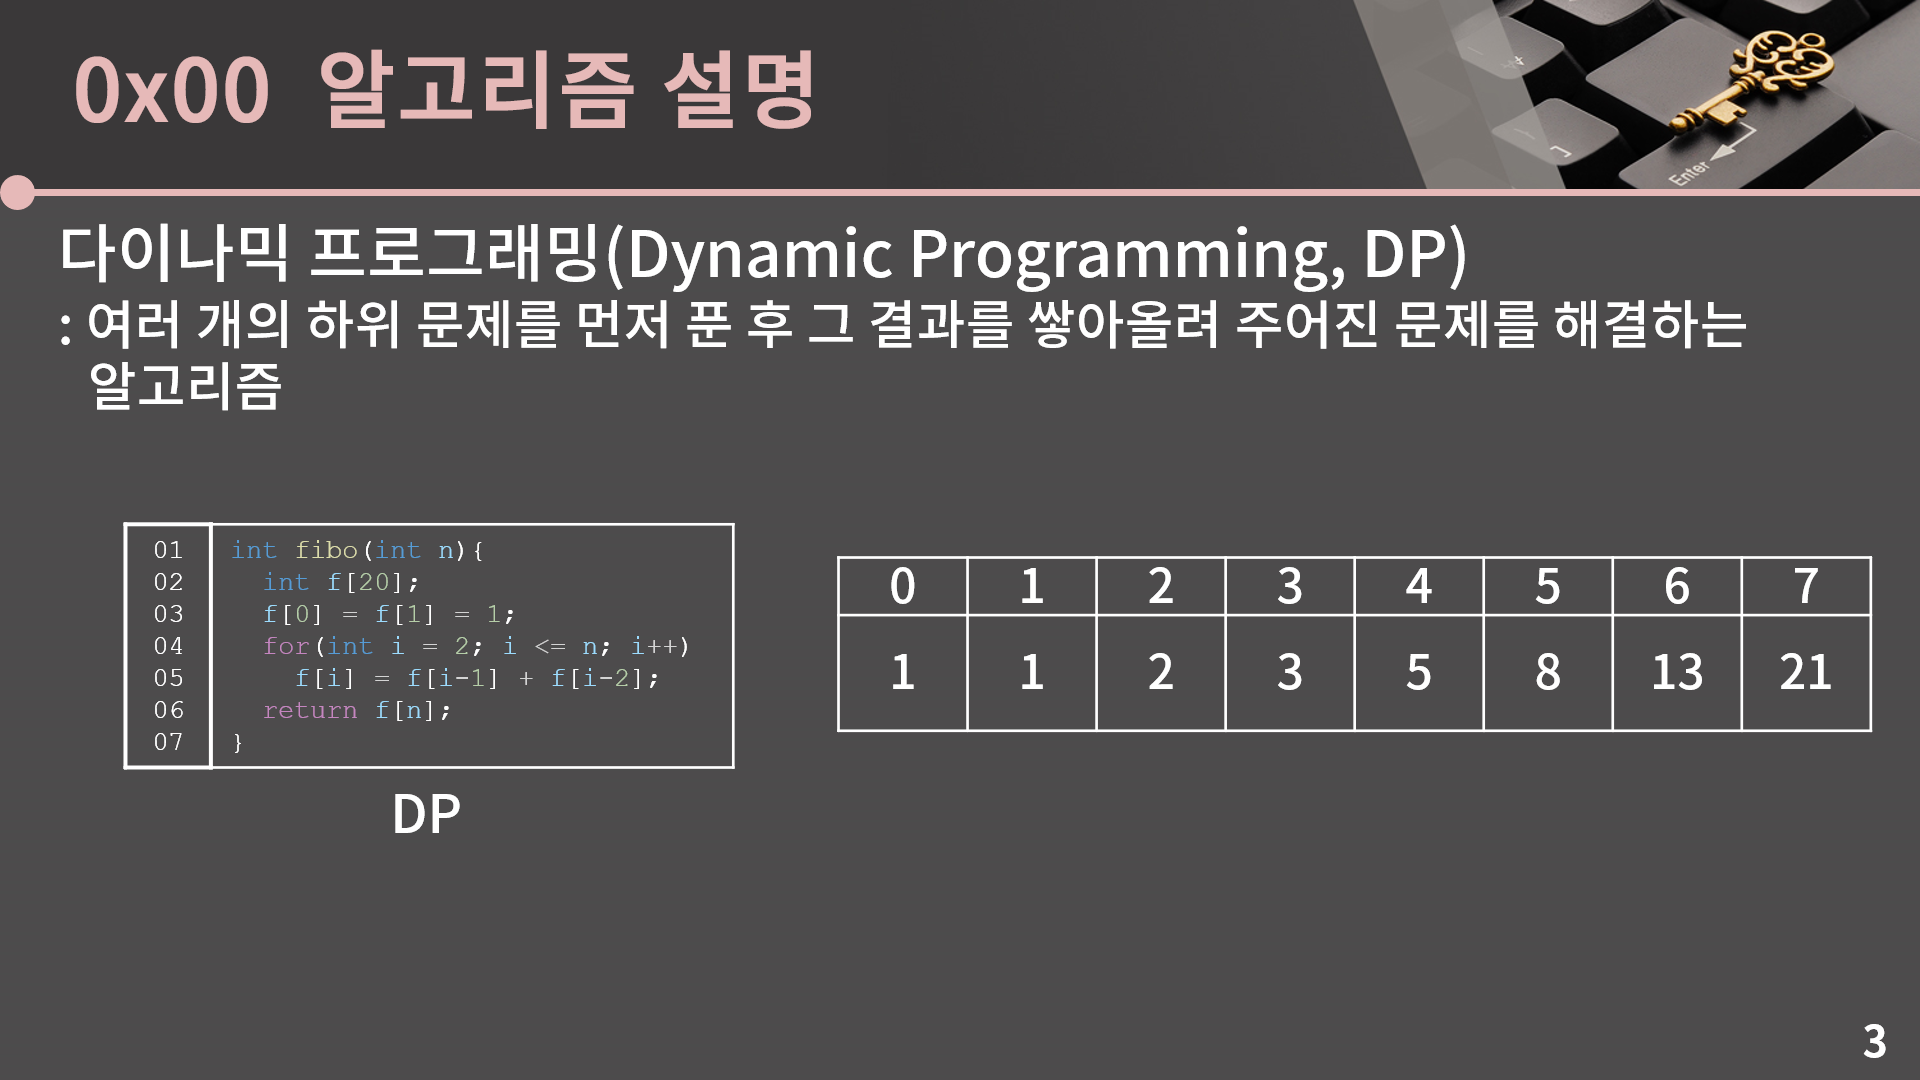 0x00 알고리즘 설명
Enter
다이나믹 프로그래밍(Dynamic Programming, DP)
: 여러 개의 하위 문제를 먼저 푼 후 그 결과를 쌓아올려 주어진 문제를 해결하는
알고리즘
01 int fibo(int n){
02 int f[20];
03 f[0] = f[1] = 1;
04 for(int i = 2; i <= n; i++)
05 f[i] = f[i-1] + f[i-2];
06 return f[n];
07 }
DP
0 1 2 3 4 5 6 7
1 1 2 3 5 8 13 21
3